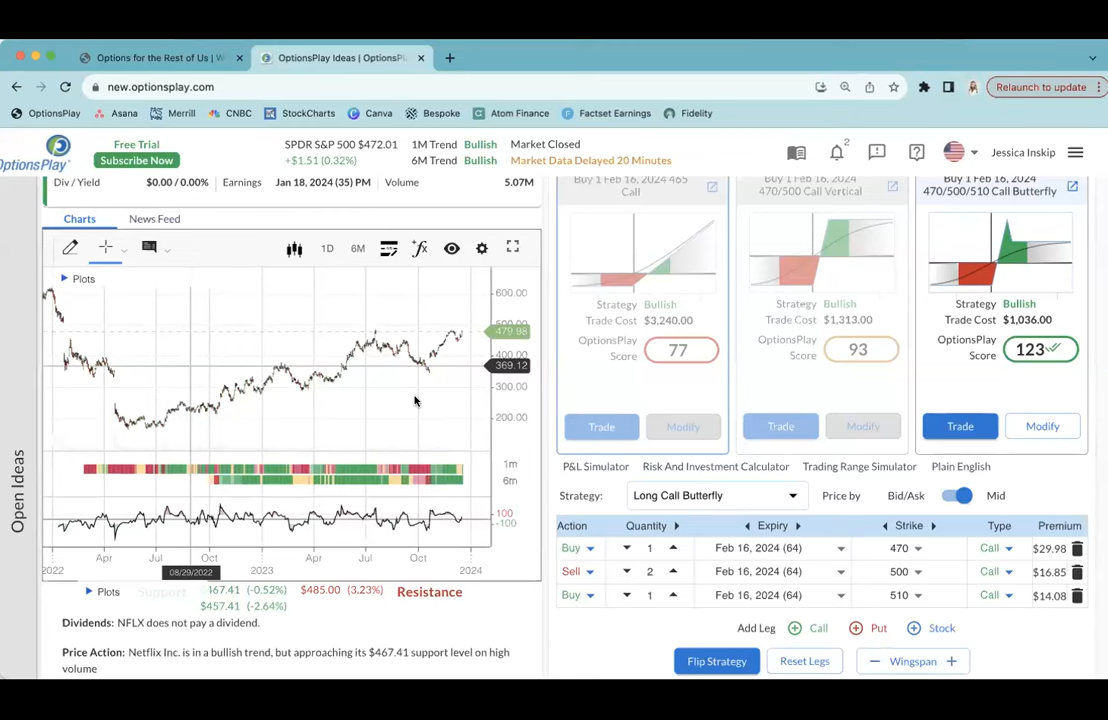 Options for the Rest of Us | W
OptionsPlay Ideas | OptionsPl
new.optionsplay.com
Relaunch to update
OptionsPlay
Asana
Merrill
CNBC
StockCharts
Canva
Bespoke
Atom Finance
Factset Earnings
Fidelity
OptionsPlay
Free Trial
Subscribe Now
SPDR S&P 500 $472.01
+$1.51 (0.32%)
1M Trend Bullish
6M Trend Bullish
Market Closed
Market Data Delayed 20 Minutes
2
Jessica Inskip
Div / Yield $0.00 / 0.00% Earnings Jan 18, 2024 (35) PM Volume 5.07M
Charts News Feed
1D 6M
Plots
600.00
500.00
479.98
400.00
369.12
300.00
200.00
1m
6m
100
-100
2022 Apr Jul Oct 2023 Apr Jul Oct 2024
08/29/2022
Plots Support $467.41 (-0.52%) $485.00 (3.23%) Resistance
$457.41 (-2.64%)
Dividends: NFLX does not pay a dividend.
Price Action: Netflix Inc. is in a bullish trend, but approaching its $467.41 support level on high
volume
Open Ideas
Buy 1 Feb 16, 2024 465
Call
Strategy Bullish
Trade Cost $3,240.00
OptionsPlay
Score
77
Trade Modify
Buy 1 Feb 16, 2024
470/500 Call Vertical
Strategy Bullish
Trade Cost $1,313.00
OptionsPlay
Score
93
Trade Modify
Buy 1 Feb 16, 2024
470/500/510 Call Butterfly
Strategy Bullish
Trade Cost $1,036.00
OptionsPlay
Score
123
Trade Modify
P&L Simulator Risk And Investment Calculator Trading Range Simulator Plain English
Strategy: Long Call Butterfly Price by Bid/Ask Mid
Action Quantity Expiry Strike Type Premium
Buy 1 Feb 16, 2024 (64) 470 Call $29.98
Sell 2 Feb 16, 2024 (64) 500 Call $16.85
Buy 1 Feb 16, 2024 (64) 510 Call $14.08
Add Leg Call Put Stock
Flip Strategy Reset Legs Wingspan